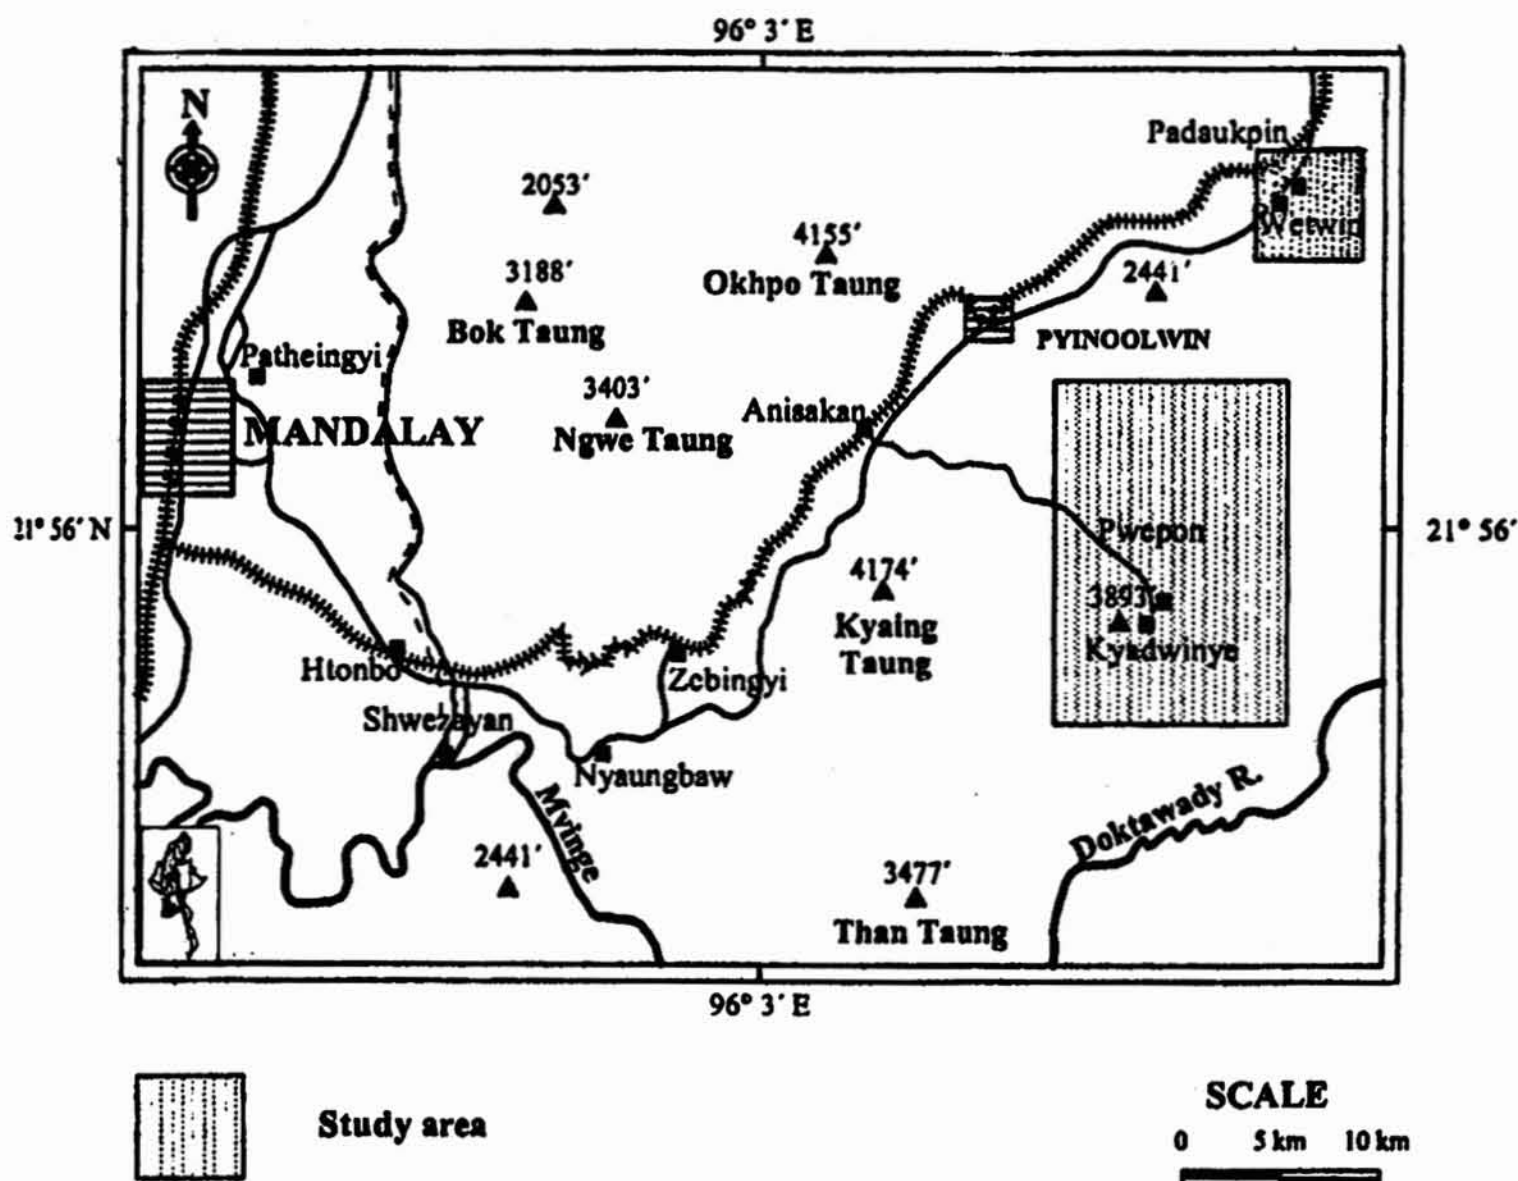 96° 3´ E
N
Padaukpin
2053´
Wetwin
4155´
Okhpo Taung
3188´
Bok Taung
2441´
PYINOOLWIN
Patheingyi
3403´
Ngwe Taung
Anisakan
MANDALAY
21° 56´ N
21° 56´
Pwepon
4174´
Kyaing
Taung
3893´
Kyadwinye
Htonbo
Zebingyi
Shwezayan
Nyaungbaw
Myinge
Doktawady R.
2441´
3477´
Than Taung
96° 3´ E
Study area
SCALE
0 5 km 10 km